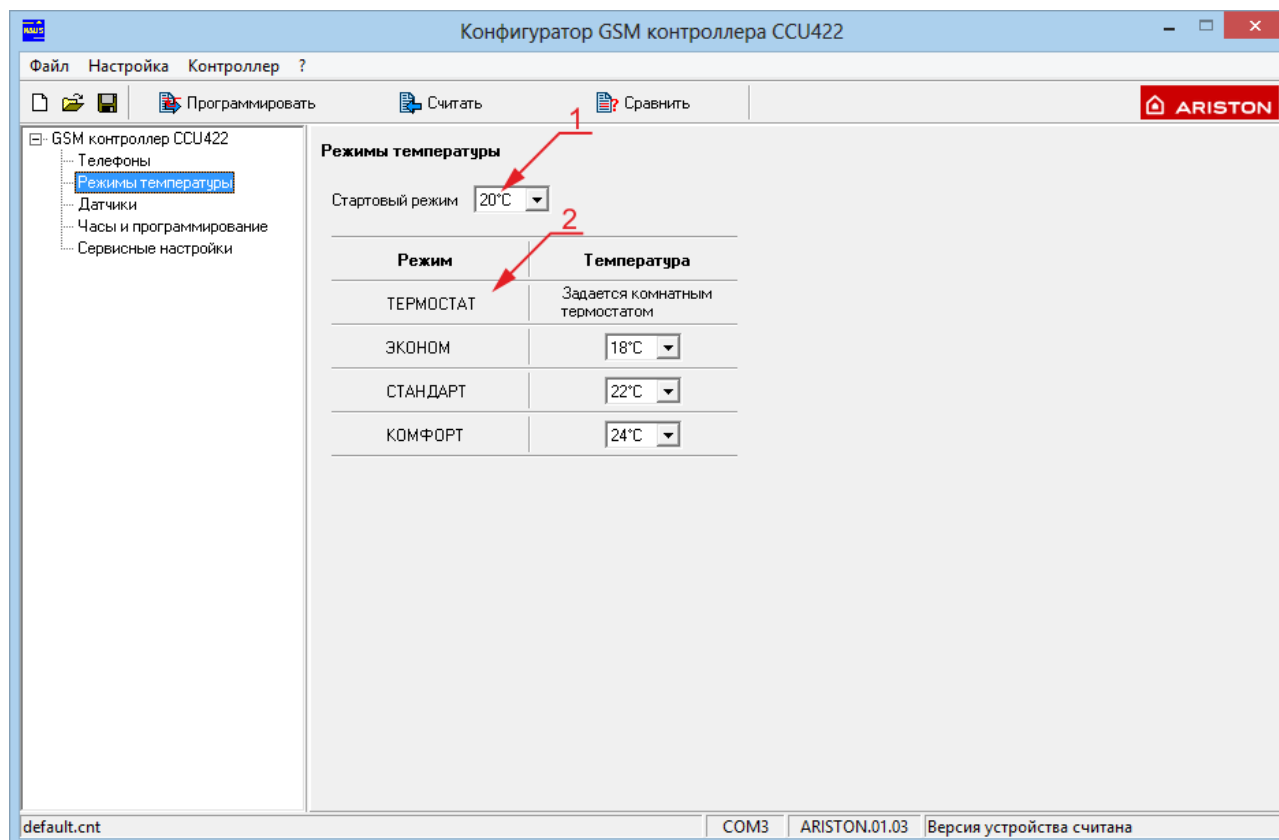 Конфигуратор GSM контроллера CCU422
Файл Настройка Контроллер ?
Программировать Считать Сравнить ARISTON
1
GSM контроллер CCU422
Телефоны
Режимы температуры
Датчики
Часы и программирование
Сервисные настройки
Режимы температуры
Стартовый режим 20°C
2
Режим Температура
ТЕРМОСТАТ Задается комнатным
термостатом
ЭКОНОМ 18°C
СТАНДАРТ 22°C
КОМФОРТ 24°C
default.cnt COM3 ARISTON.01.03 Версия устройства считана